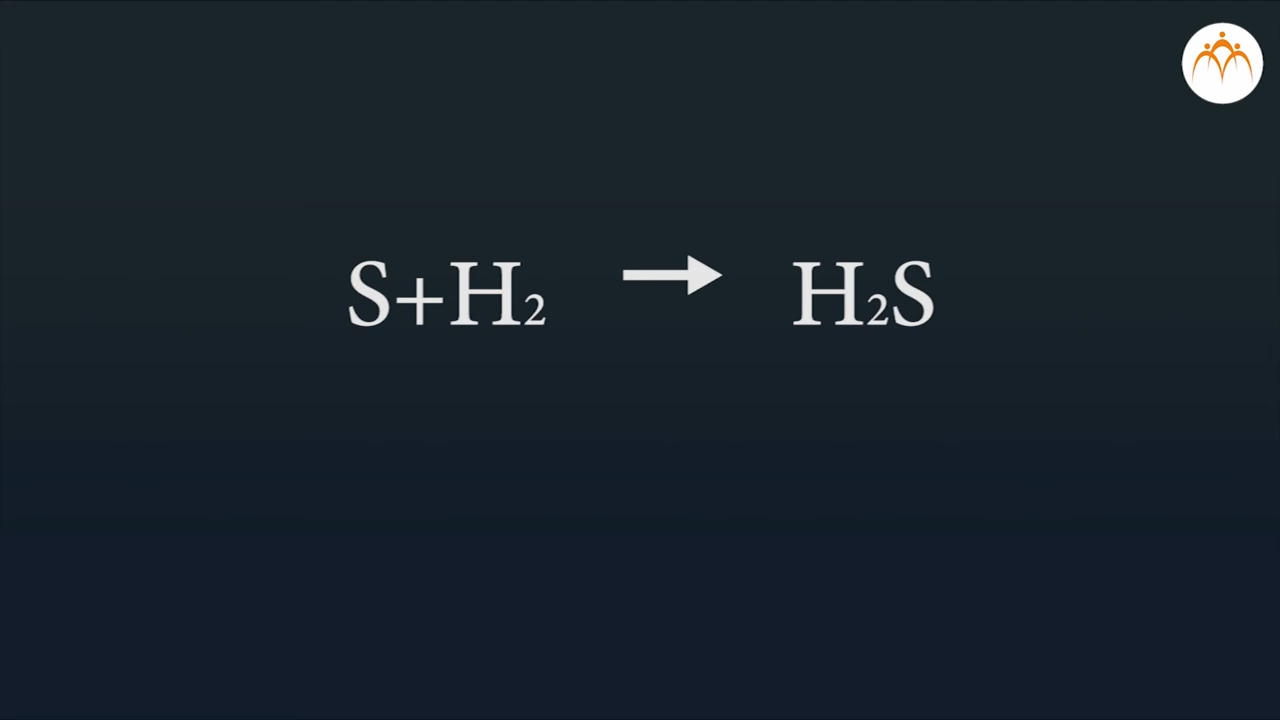 S+H₂ → H₂S